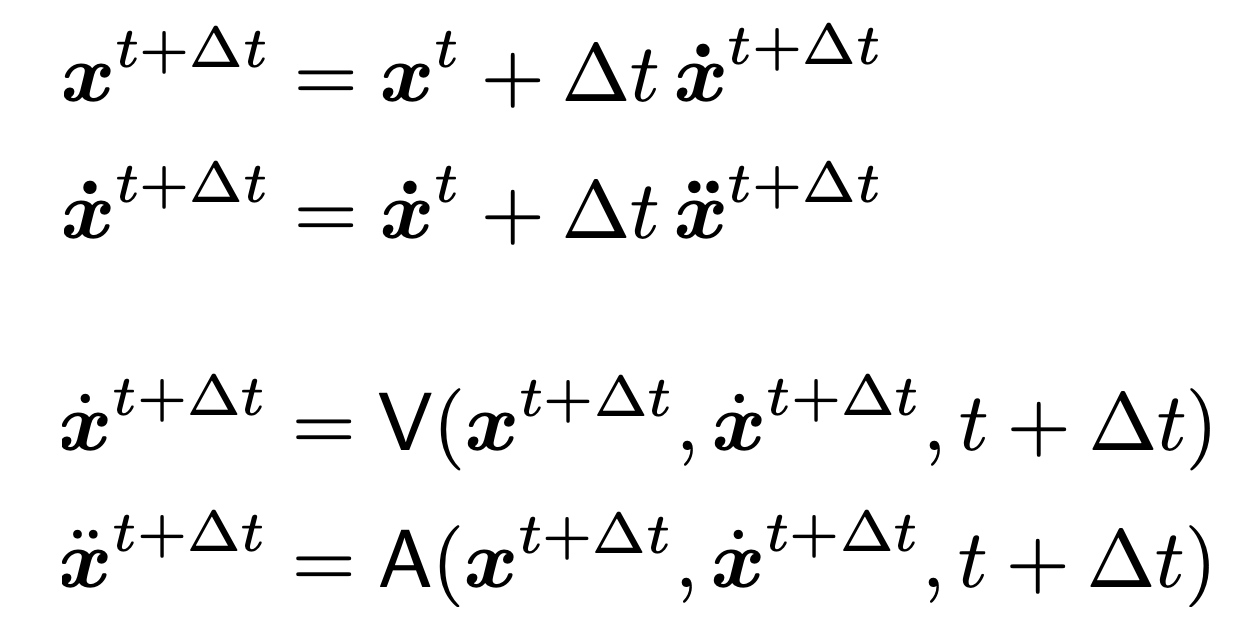 𝒙^{t+Δt} = 𝒙^t + Δt 𝒙̇^{t+Δt}
𝒙̇^{t+Δt} = 𝒙̇^t + Δt 𝒙̈^{t+Δt}
𝒙̇^{t+Δt} = V(𝒙^{t+Δt}, 𝒙̇^{t+Δt}, t + Δt)
𝒙̈^{t+Δt} = A(𝒙^{t+Δt}, 𝒙̇^{t+Δt}, t + Δt)